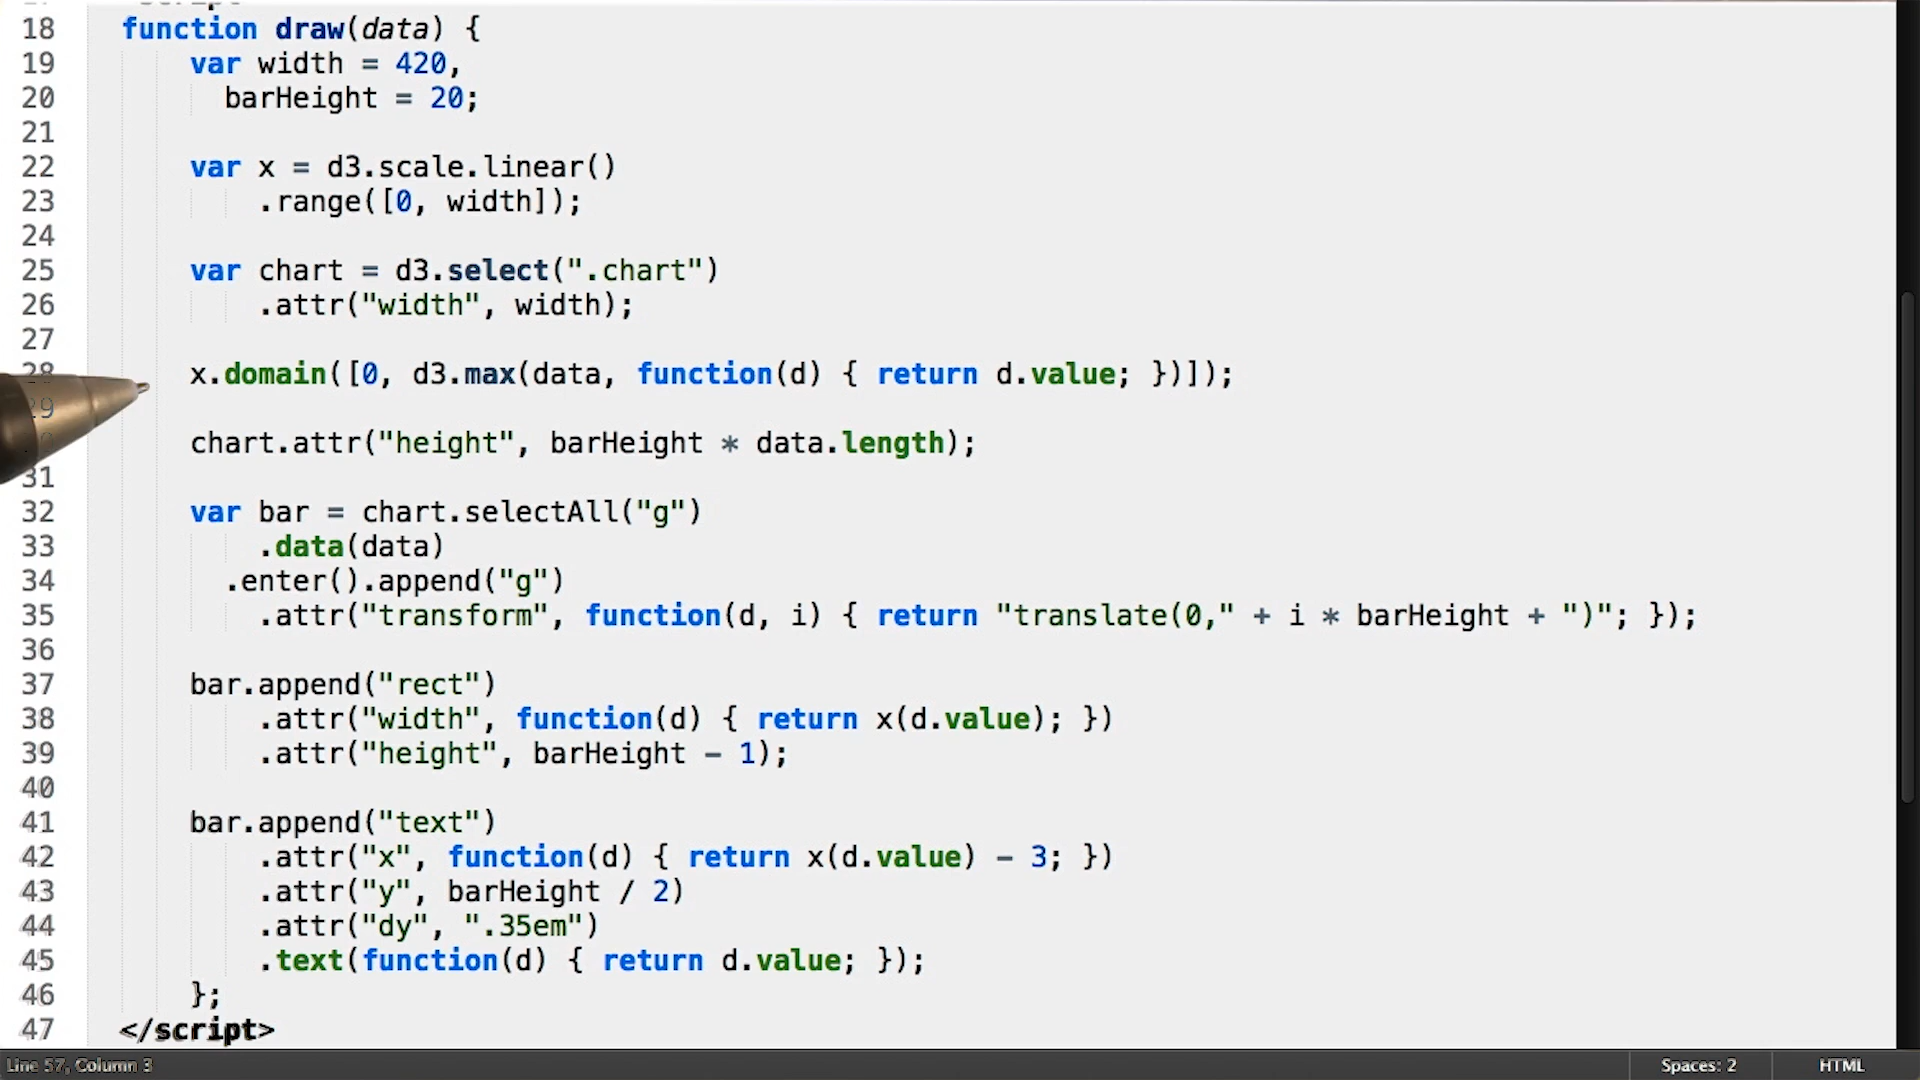 18 function draw(data) {
19 var width = 420,
20 barHeight = 20;
21
22 var x = d3.scale.linear()
23 .range([0, width]);
24
25 var chart = d3.select(".chart")
26 .attr("width", width);
27
28 x.domain([0, d3.max(data, function(d) { return d.value; })]);
29
chart.attr("height", barHeight * data.length);
31
32 var bar = chart.selectAll("g")
33 .data(data)
34 .enter().append("g")
35 .attr("transform", function(d, i) { return "translate(0," + i * barHeight + ")"; });
36
37 bar.append("rect")
38 .attr("width", function(d) { return x(d.value); })
39 .attr("height", barHeight - 1);
40
41 bar.append("text")
42 .attr("x", function(d) { return x(d.value) - 3; })
43 .attr("y", barHeight / 2)
44 .attr("dy", ".35em")
45 .text(function(d) { return d.value; });
46 };
47 </script>
Line 57, Column 3
Spaces: 2
HTML